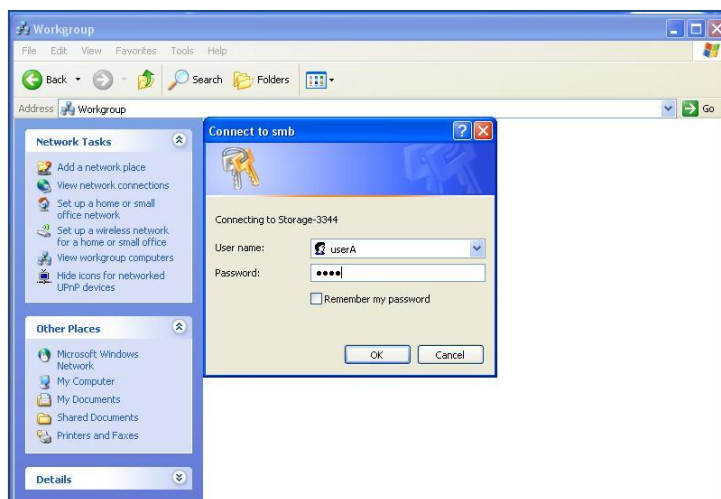 Workgroup
File Edit View Favorites Tools Help
Back Search Folders
Address Workgroup Go
Network Tasks
Add a network place
View network connections
Set up a home or small
office network
Set up a wireless network
for a home or small office
View workgroup computers
Hide icons for networked
UPnP devices
Other Places
Microsoft Windows
Network
My Computer
My Documents
Shared Documents
Printers and Faxes
Details
Connect to smb
Connecting to Storage-3344
User name: userA
Password: ••••
Remember my password
OK Cancel